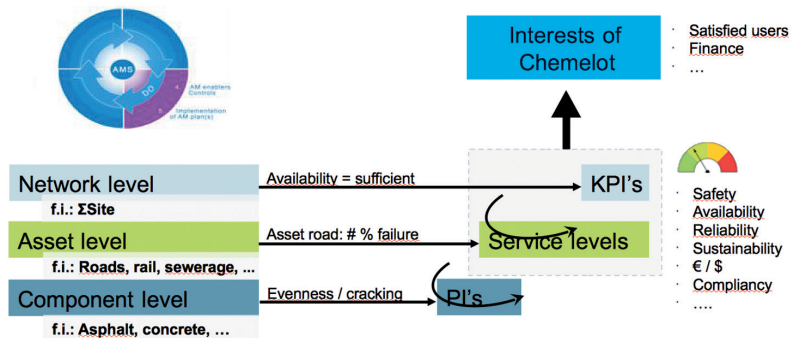 AMS
DO
4. AM enables
Controls
Implementation
of AM plan(s)
Interests of
Chemelot
· Satisfied users
· Finance
· ...
Network level
f.i.: ΣSite
Availability = sufficient
KPI's
Asset level
f.i.: Roads, rail, sewerage, ...
Asset road: # % failure
Service levels
Component level
f.i.: Asphalt, concrete, ...
Evenness / cracking
PI's
· Safety
· Availability
· Reliability
· Sustainability
· € / $
· Compliancy
· ....